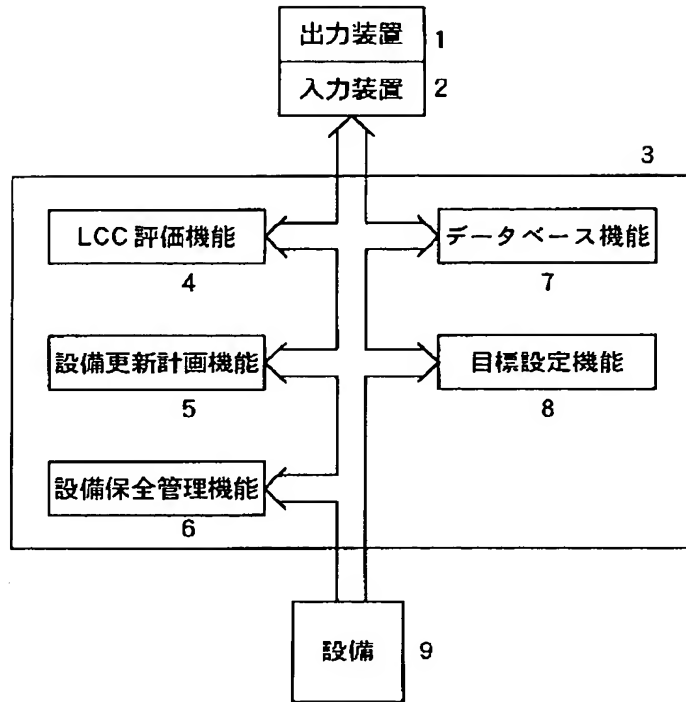 出力装置 1
入力装置 2
3
LCC評価機能
4
データベース機能
7
設備更新計画機能
5
目標設定機能
8
設備保全管理機能
6
設備 9